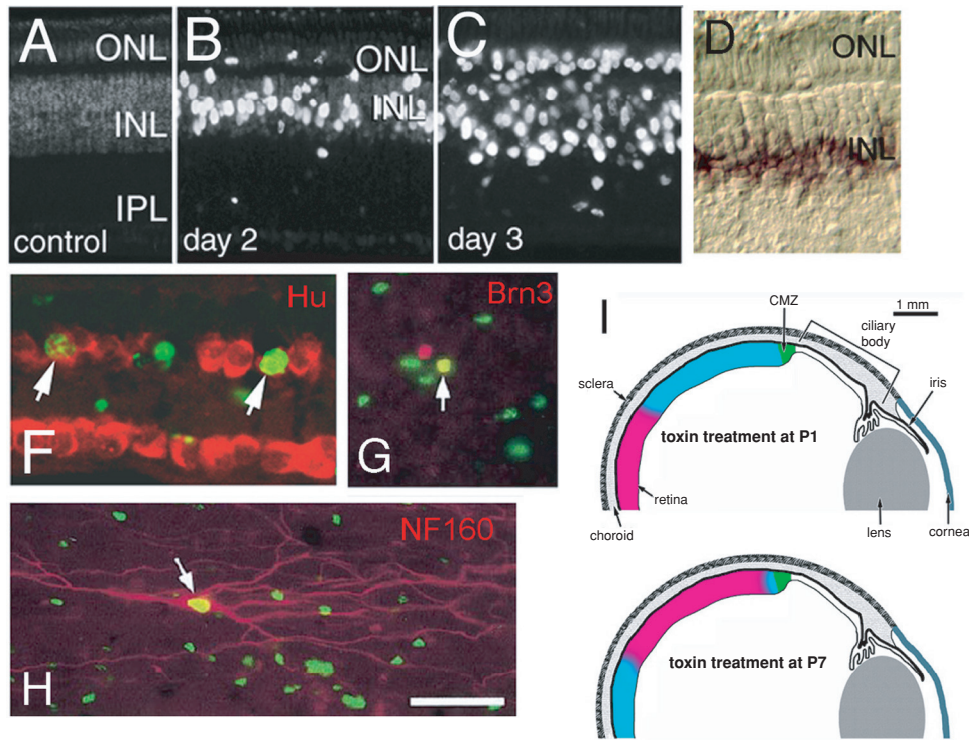 A
ONL
INL
IPL
control
B
ONL
INL
day 2
C
day 3
D
ONL
INL
Hu
F
Brn3
G
NF160
H
I
CMZ
1 mm
ciliary
body
sclera
iris
toxin treatment at P1
retina
choroid
lens
cornea
toxin treatment at P7